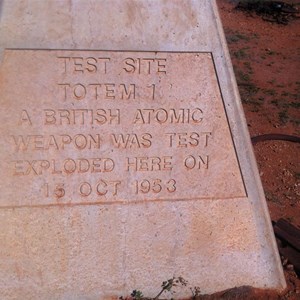 TEST SITE
TOTEM 1
A BRITISH ATOMIC
WEAPON WAS TEST
EXPLODED HERE ON
15 OCT 1953